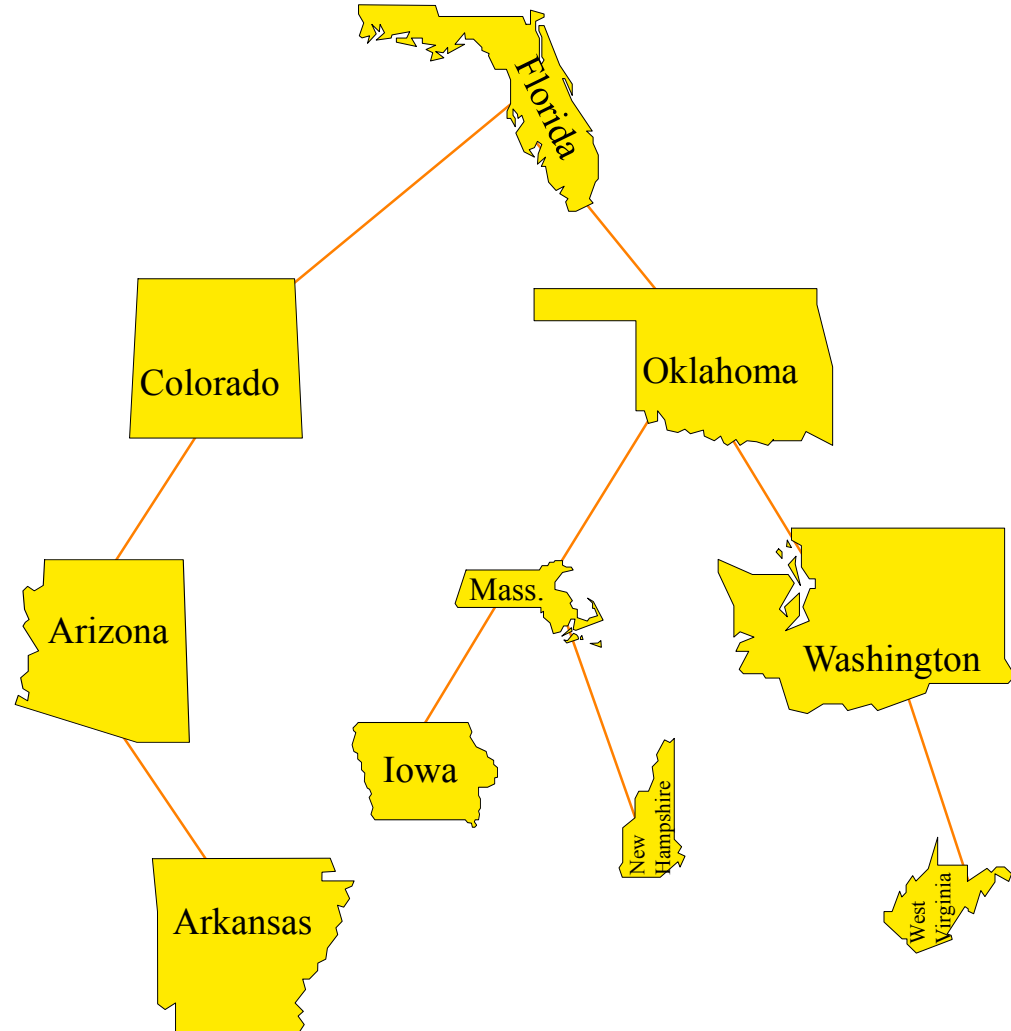 Florida
Colorado
Oklahoma
Arizona
Mass.
Washington
Iowa
New
Hampshire
Arkansas
West
Virginia